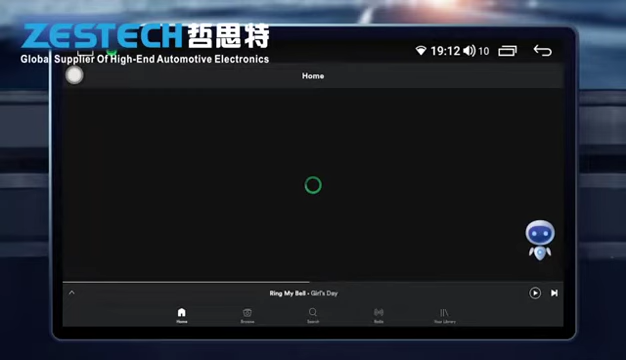 ZESTECH 哲思特
Global Supplier Of High-End Automotive Electronics
19:12 10
Home
Ring My Bell • Girl's Day
Home Browse Search Radio Your Library